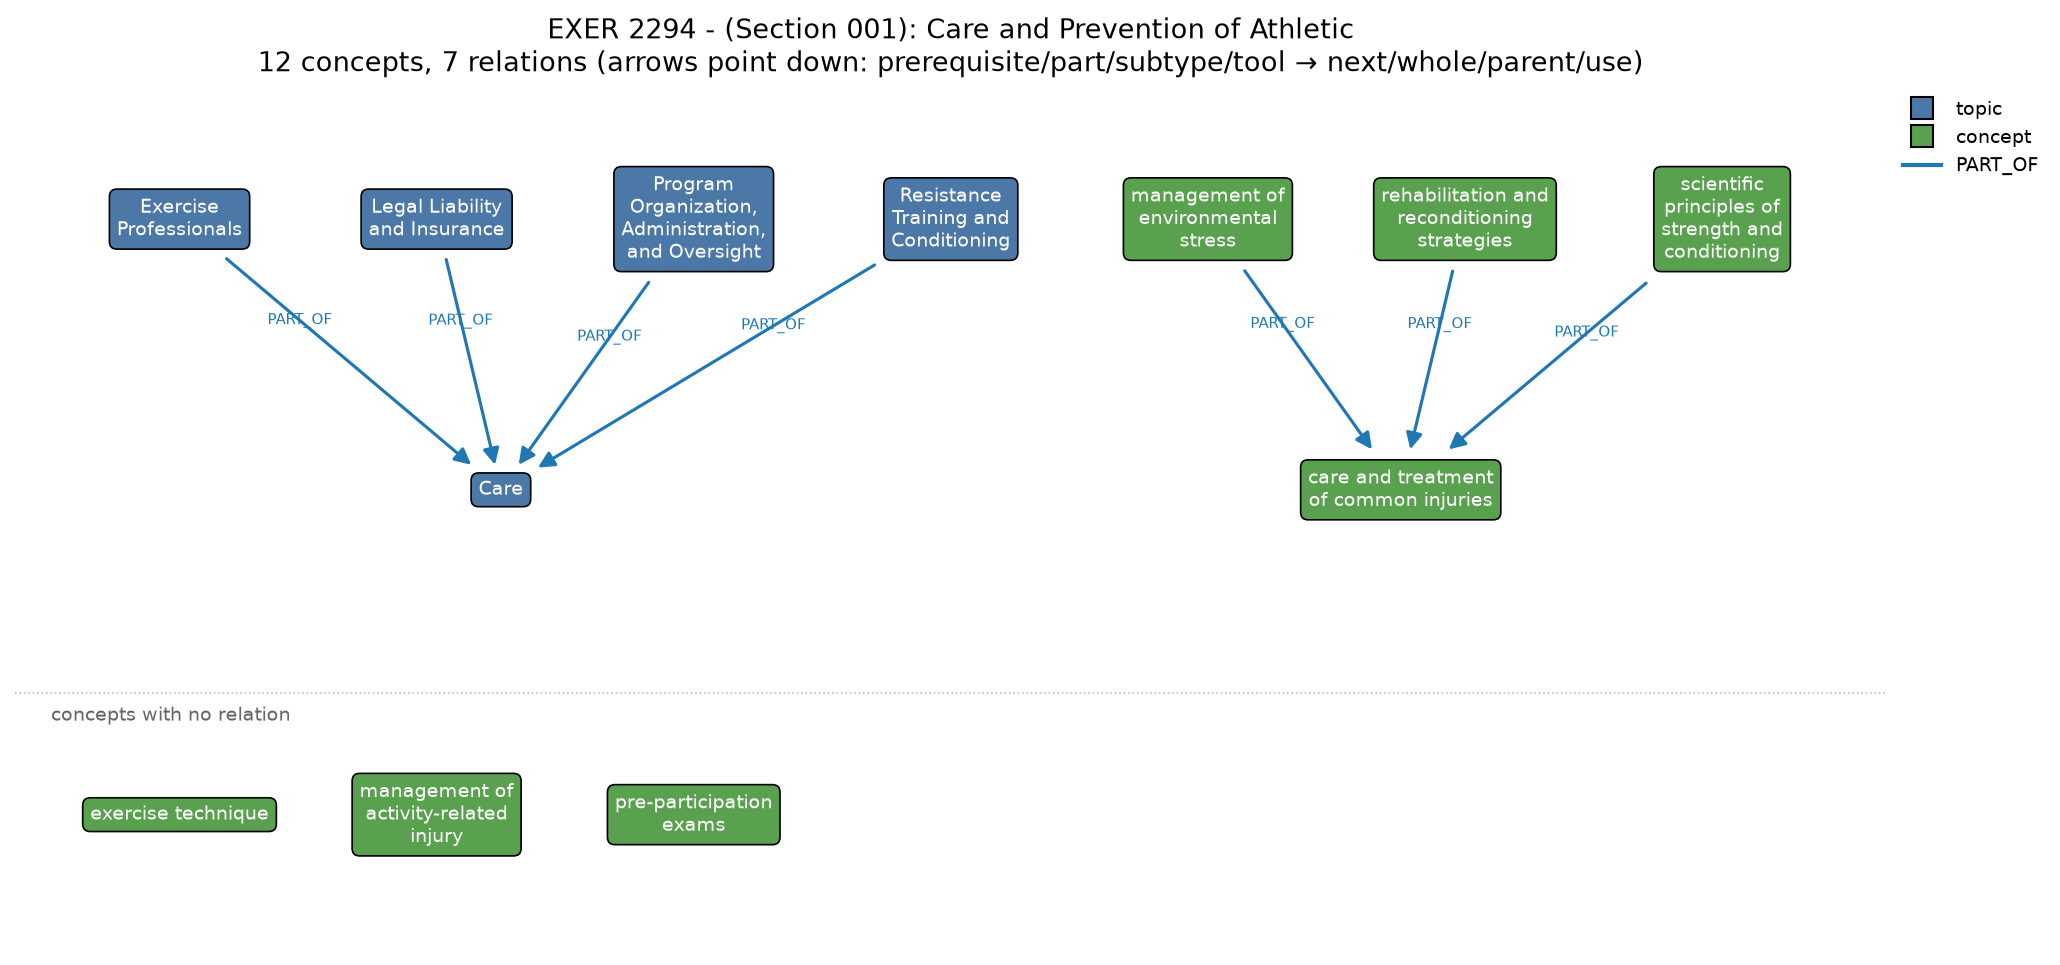 EXER 2294 - (Section 001): Care and Prevention of Athletic
12 concepts, 7 relations (arrows point down: prerequisite/part/subtype/tool → next/whole/parent/use)
topic
concept
PART_OF
Exercise
Professionals
Legal Liability
and Insurance
Program
Organization,
Administration,
and Oversight
Resistance
Training and
Conditioning
management of
environmental
stress
rehabilitation and
reconditioning
strategies
scientific
principles of
strength and
conditioning
PART_OF
PART_OF
PART_OF
PART_OF
PART_OF
PART_OF
PART_OF
Care
care and treatment
of common injuries
concepts with no relation
exercise technique
management of
activity-related
injury
pre-participation
exams